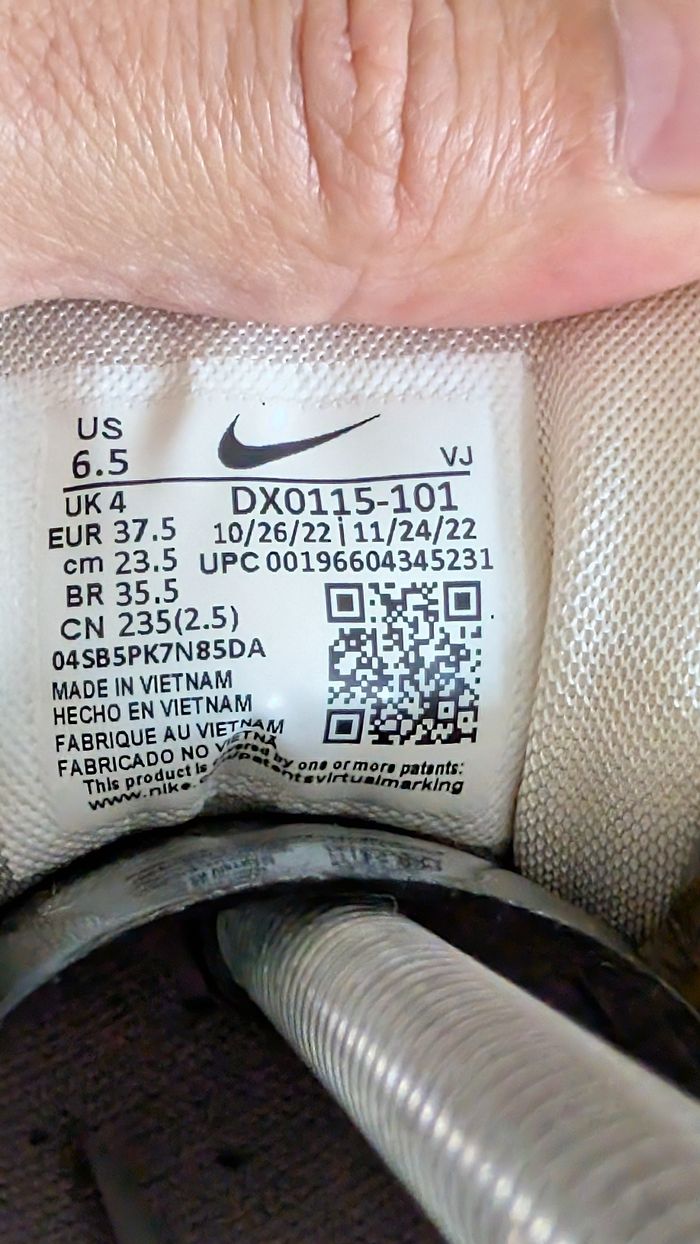 US
6.5
VJ
UK 4
DX0115-101
EUR 37.5
10/26/22 | 11/24/22
cm 23.5
UPC 00196604345231
BR 35.5
CN 235(2.5)
04SB5PK7N85DA
MADE IN VIETNAM
HECHO EN VIETNAM
FABRIQUE AU VIETNAM
FABRICADO NO VIETNÃ
This product is by one or more patents:
www.nike.